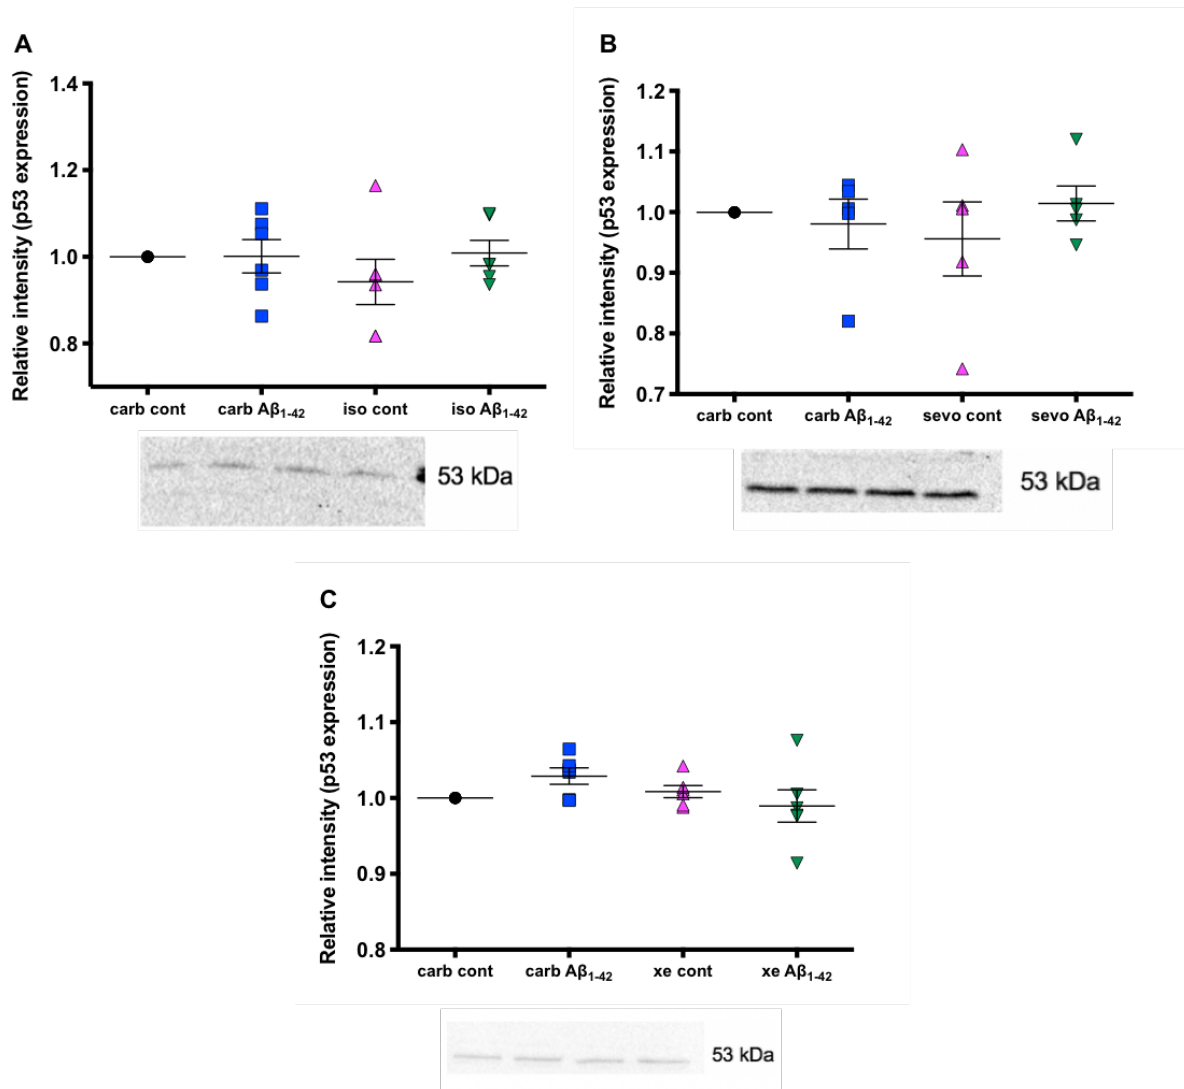 A
Relative intensity (p53 expression)
1.4
1.2
1.0
0.8
carb cont carb Aβ1-42 iso cont iso Aβ1-42
53 kDa
B
Relative intensity (p53 expression)
1.2
1.1
1.0
0.9
0.8
0.7
carb cont carb Aβ1-42 sevo cont sevo Aβ1-42
53 kDa
C
Relative intensity (p53 expression)
1.2
1.1
1.0
0.9
0.8
carb cont carb Aβ1-42 xe cont xe Aβ1-42
53 kDa